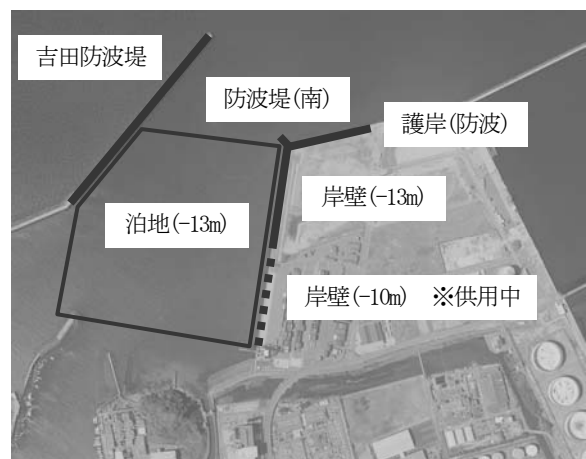 吉田防波堤
防波堤(南)
護岸(防波)
岸壁(-13m)
泊地(-13m)
岸壁(-10m) ※供用中